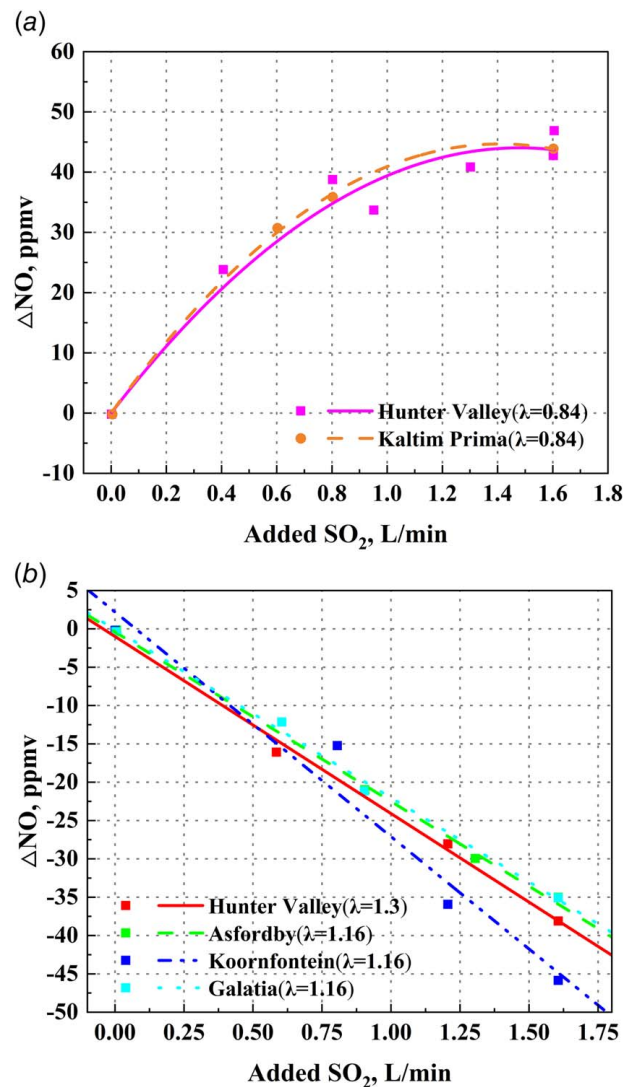 (a)
60
50
40
30
20
10
0
-10
ΔNO, ppmv
Hunter Valley(λ=0.84)
Kaltim Prima(λ=0.84)
0.0 0.2 0.4 0.6 0.8 1.0 1.2 1.4 1.6 1.8
Added SO2, L/min
(b)
5
0
-5
-10
-15
-20
-25
-30
-35
-40
-45
-50
ΔNO, ppmv
Hunter Valley(λ=1.3)
Asfordby(λ=1.16)
Koornfontein(λ=1.16)
Galatia(λ=1.16)
0.00 0.25 0.50 0.75 1.00 1.25 1.50 1.75
Added SO2, L/min